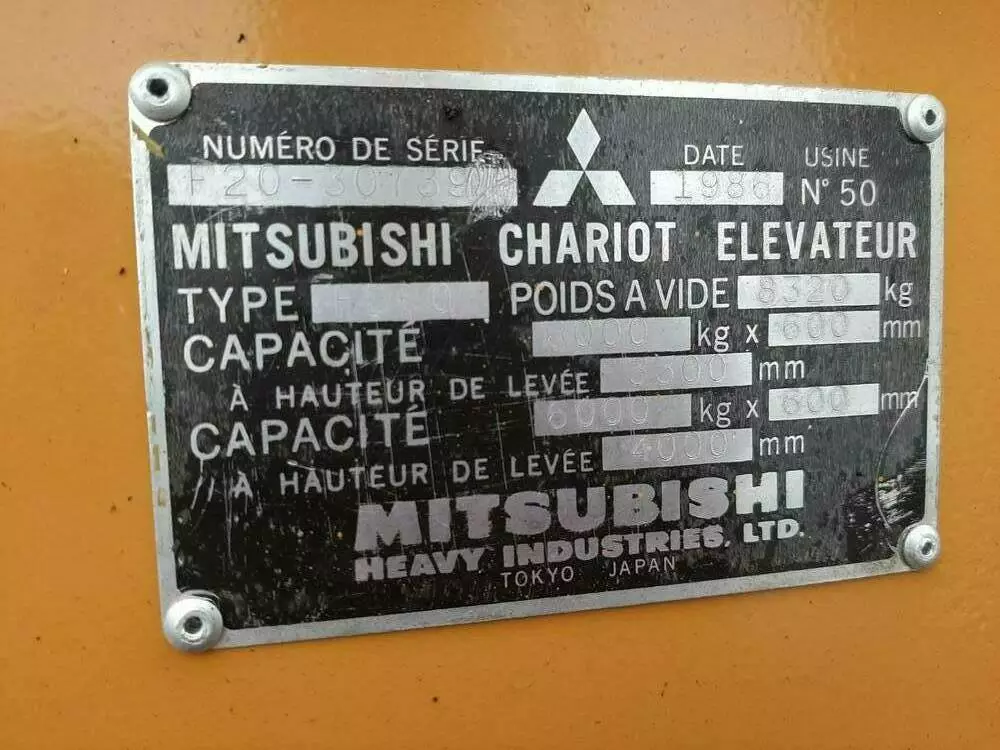 NUMÉRO DE SÉRIE DATE USINE
1986 N° 50
MITSUBISHI CHARIOT ELEVATEUR
TYPE POIDS A VIDE 8320 kg
CAPACITÉ kg x 600 mm
À HAUTEUR DE LEVÉE 3300 mm
CAPACITÉ 6000 kg x 600 mm
À HAUTEUR DE LEVÉE 4000 mm
MITSUBISHI
HEAVY INDUSTRIES, LTD.
TOKYO JAPAN